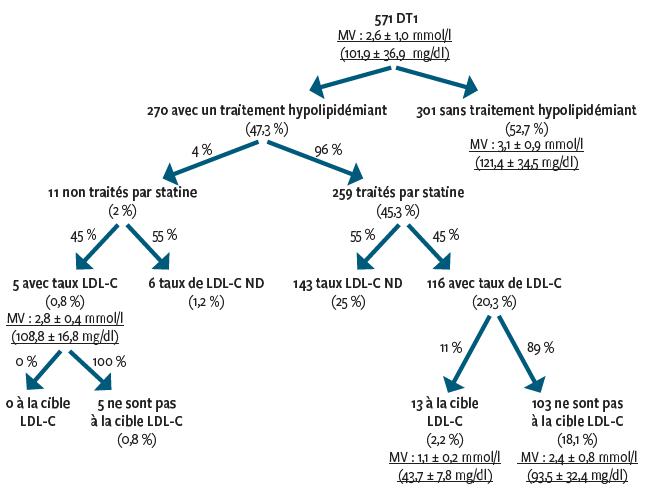 571 DT1
MV : 2,6 ± 1,0 mmol/l
(101,9 ± 36,9 mg/dl)
270 avec un traitement hypolipidémiant
(47,3 %)
301 sans traitement hypolipidémiant
(52,7 %)
MV : 3,1 ± 0,9 mmol/l
(121,4 ± 34,5 mg/dl)
4 %
96 %
11 non traités par statine
(2 %)
259 traités par statine
(45,3 %)
45 %
55 %
55 %
45 %
5 avec taux LDL-C
(0,8 %)
MV : 2,8 ± 0,4 mmol/l
(108,8 ± 16,8 mg/dl)
6 taux de LDL-C ND
(1,2 %)
143 taux LDL-C ND
(25 %)
116 avec taux de LDL-C
(20,3 %)
0 %
100 %
11 %
89 %
0 à la cible
LDL-C
5 ne sont pas
à la cible LDL-C
(0,8 %)
13 à la cible
LDL-C
(2,2 %)
MV : 1,1 ± 0,2 mmol/l
(43,7 ± 7,8 mg/dl)
103 ne sont pas
à la cible LDL-C
(18,1 %)
MV : 2,4 ± 0,8 mmol/l
(93,5 ± 32,4 mg/dl)